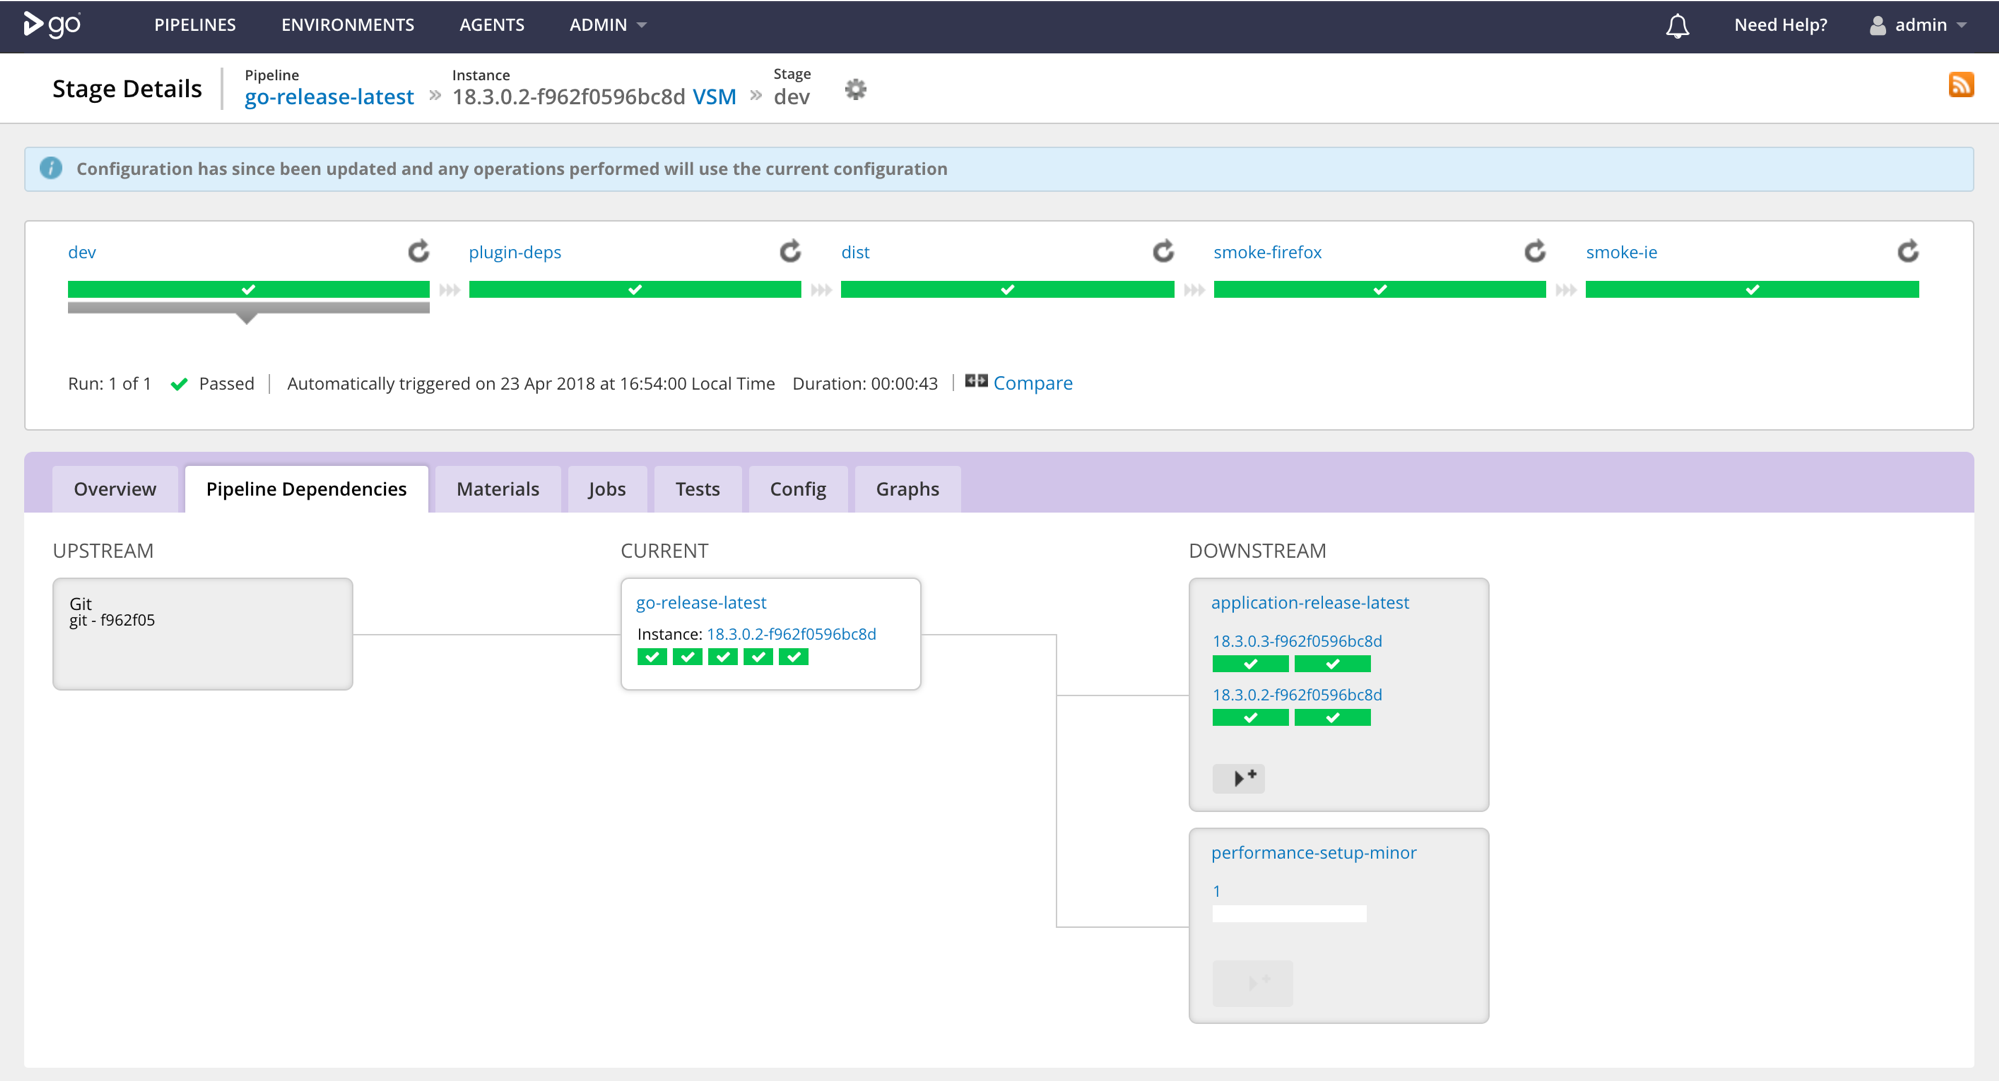 go PIPELINES ENVIRONMENTS AGENTS ADMIN Need Help? admin
Stage Details
Pipeline Instance Stage
go-release-latest » 18.3.0.2-f962f0596bc8d VSM » dev
Configuration has since been updated and any operations performed will use the current configuration
dev plugin-deps dist smoke-firefox smoke-ie
Run: 1 of 1 Passed | Automatically triggered on 23 Apr 2018 at 16:54:00 Local Time Duration: 00:00:43 | Compare
Overview Pipeline Dependencies Materials Jobs Tests Config Graphs
UPSTREAM CURRENT DOWNSTREAM
Git
git - f962f05
go-release-latest
Instance: 18.3.0.2-f962f0596bc8d
application-release-latest
18.3.0.3-f962f0596bc8d
18.3.0.2-f962f0596bc8d
performance-setup-minor
1